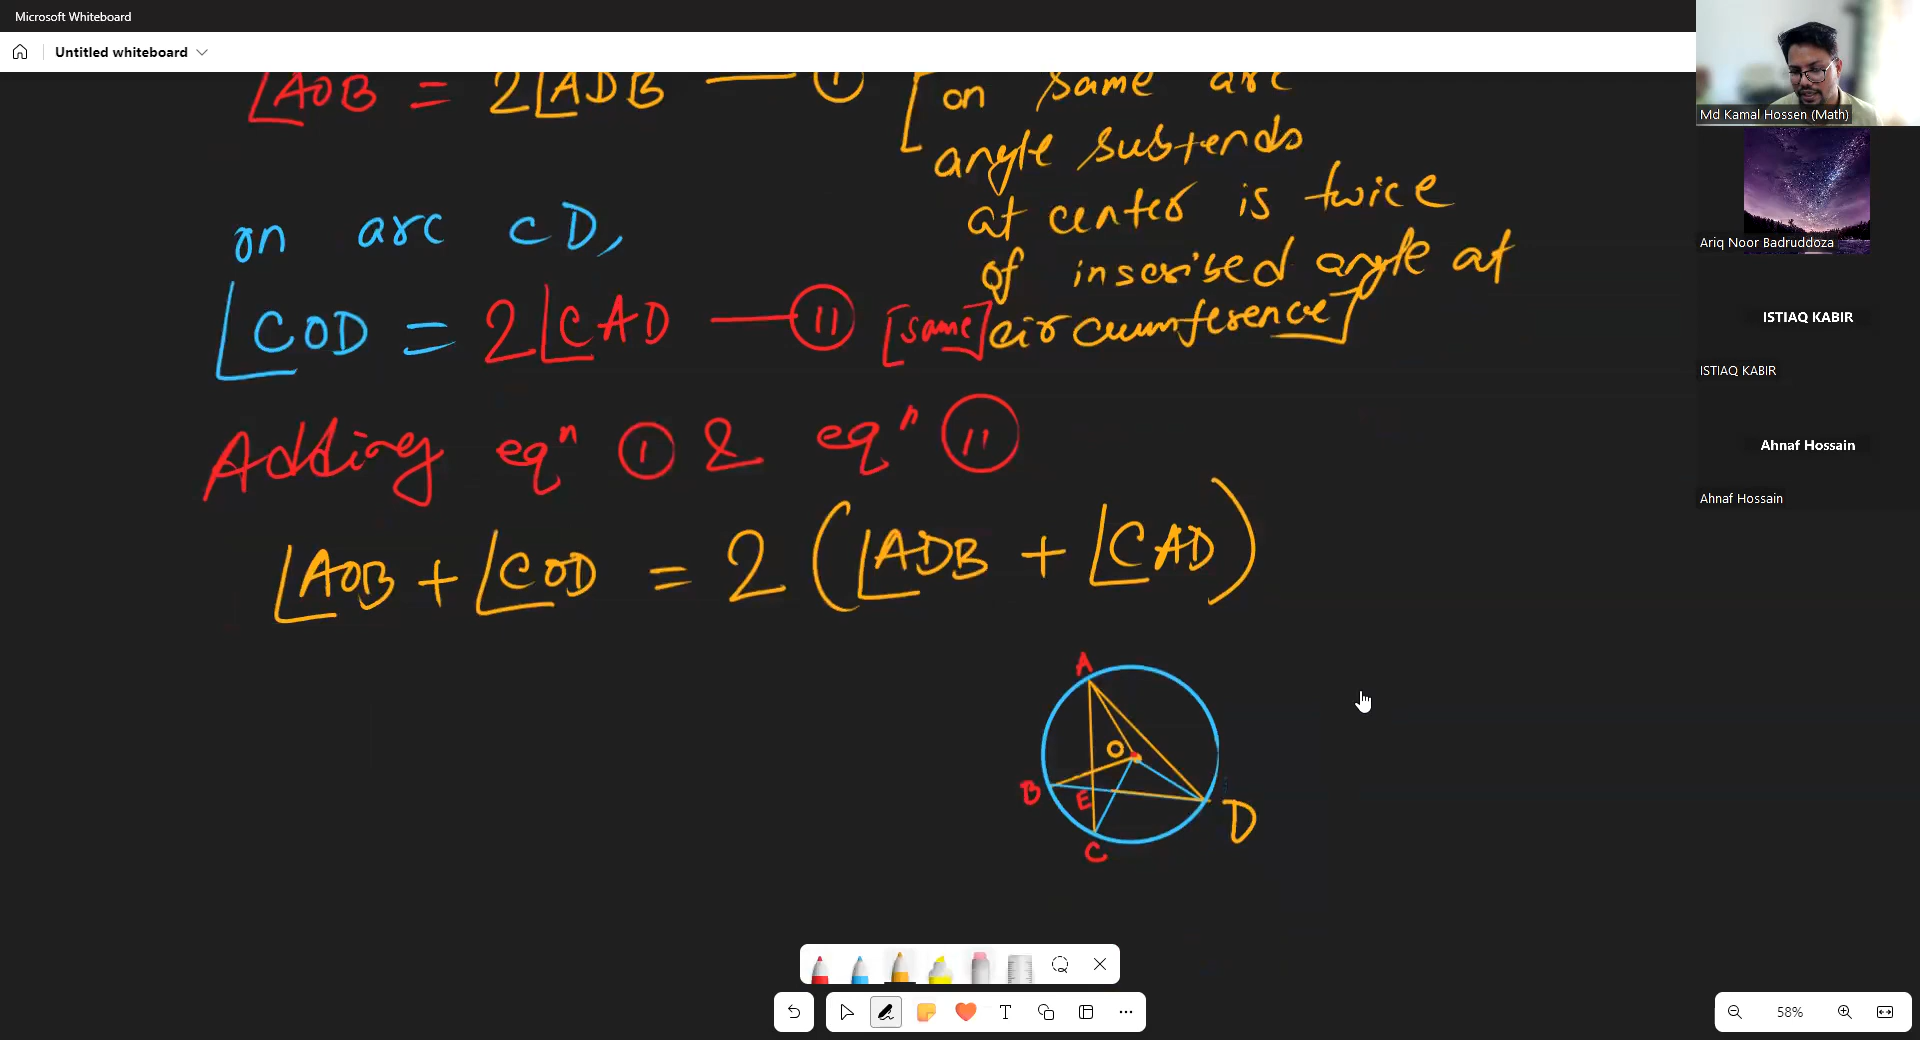 Microsoft Whiteboard
Untitled whiteboard
∠AOB = 2∠ADB — ① [on same arc
angle subtends
at center is twice
of inscribed angle at
circumference]
on arc CD,
∠COD = 2∠CAD — ⑪ [same]
Adding eqⁿ ① & eqⁿ ⑪
∠AOB + ∠COD = 2(∠ADB + ∠CAD)
A
O
B E
D
C
Md Kamal Hossen (Math)
Ariq Noor Badruddoza
ISTIAQ KABIR
ISTIAQ KABIR
Ahnaf Hossain
Ahnaf Hossain
T
58%